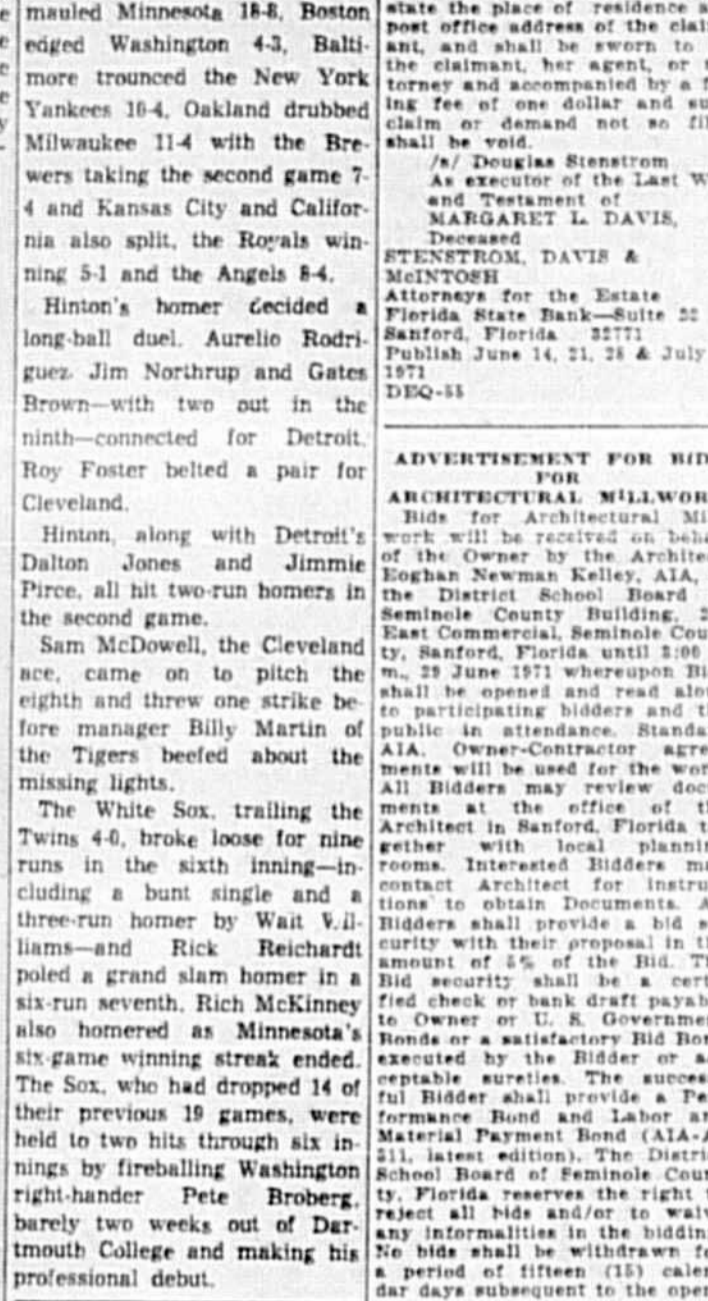 mauled Minnesota 18-8, Boston
edged Washington 4-3, Balti-
more trounced the New York
Yankees 10-4, Oakland drubbed
Milwaukee 11-4 with the Bre-
wers taking the second game 7-
4 and Kansas City and Califor-
nia also split, the Royals win-
ning 5-1 and the Angels 8-4.
Hinton's homer decided a
long-ball duel. Aurelio Rodri-
guez, Jim Northrup and Gates
Brown—with two out in the
ninth—connected for Detroit.
Roy Foster belted a pair for
Cleveland.
Hinton, along with Detroit's
Dalton Jones and Jimmie
Pirce, all hit two-run homers in
the second game.
Sam McDowell, the Cleveland
ace, came on to pitch the
eighth and threw one strike be-
fore manager Billy Martin of
the Tigers beefed about the
missing lights.
The White Sox, trailing the
Twins 4-0, broke loose for nine
runs in the sixth inning—in-
cluding a bunt single and a
three-run homer by Walt Wil-
liams—and Rick Reichardt
poled a grand slam homer in a
six-run seventh. Rich McKinney
also homered as Minnesota's
six-game winning streak ended.
The Sox, who had dropped 14 of
their previous 19 games, were
held to two hits through six in-
nings by fireballing Washington
right-hander Pete Broberg,
barely two weeks out of Dar-
tmouth College and making his
professional debut.
state the place of residence a
post office address of the clai
ant, and shall be sworn to
the claimant, her agent, or
torney and accompanied by a f
ing fee of one dollar and su
claim or demand not so fil
shall be void.
/s/ Douglas Stenstrom
As executor of the Last W
and Testament of
MARGARET L. DAVIS,
Deceased
STENSTROM, DAVIS &
McINTOSH
Attorneys for the Estate
Florida State Bank—Suite 22
Sanford, Florida 32771
Publish June 14, 21, 28 & July
1971
DEQ-55
ADVERTISEMENT FOR BID
FOR
ARCHITECTURAL MILLWOR
Bids for Architectural Mi
work will be received on beha
of the Owner by the Archite
Eoghan Newman Kelley, AIA,
the District School Board
Seminole County Building, 2
East Commercial, Seminole Cou
ty, Sanford, Florida until 2:00
m., 29 June 1971 whereupon Bi
shall be opened and read alo
to participating bidders and t
public in attendance. Standa
AIA, Owner-Contractor agre
ments will be used for the wor
All Bidders may review doc
ments at the office of t
Architect in Sanford, Florida t
gether with local plannin
rooms. Interested Bidders ma
contact Architect for instru
tions to obtain Documents. A
Bidders shall provide a bid s
curity with their proposal in t
amount of 5% of the Bid. Th
Bid security shall be a cert
fied check or bank draft payab
to Owner or U. S. Governme
Bonds or a satisfactory Bid Bo
executed by the Bidder or a
ceptable sureties. The succes
ful Bidder shall provide a Pe
formance Bond and Labor an
Material Payment Bond (AIA-A
311, latest edition). The Distri
School Board of Seminole Coun
ty, Florida reserves the right t
reject all bids and/or to waiv
any informalities in the biddin
No bids shall be withdrawn f
a period of fifteen (15) calen
dar days subsequent to the open